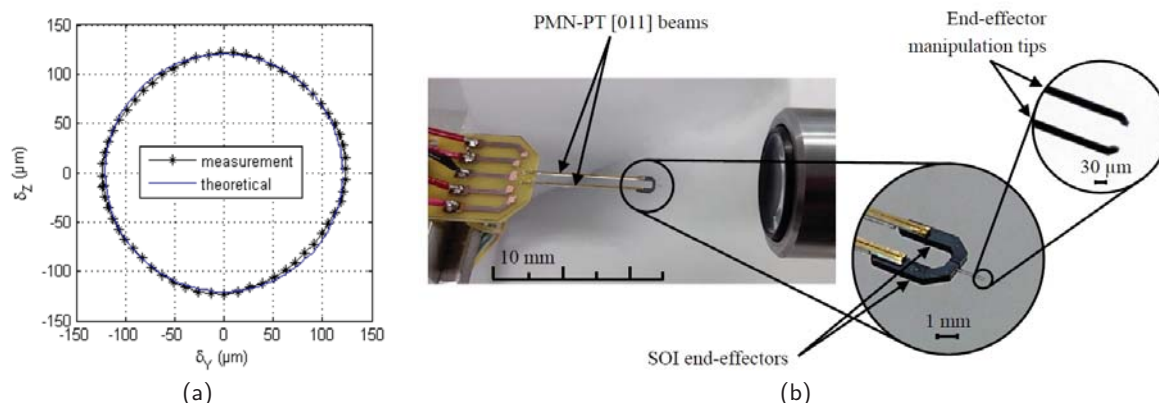 150
100
50
0
-50
-100
-150
-150 -100 -50 0 50 100 150
δZ (μm)
δY (μm)
measurement
theoretical
(a)
PMN-PT [011] beams
End-effector
manipulation tips
30 μm
10 mm
1 mm
SOI end-effectors
(b)